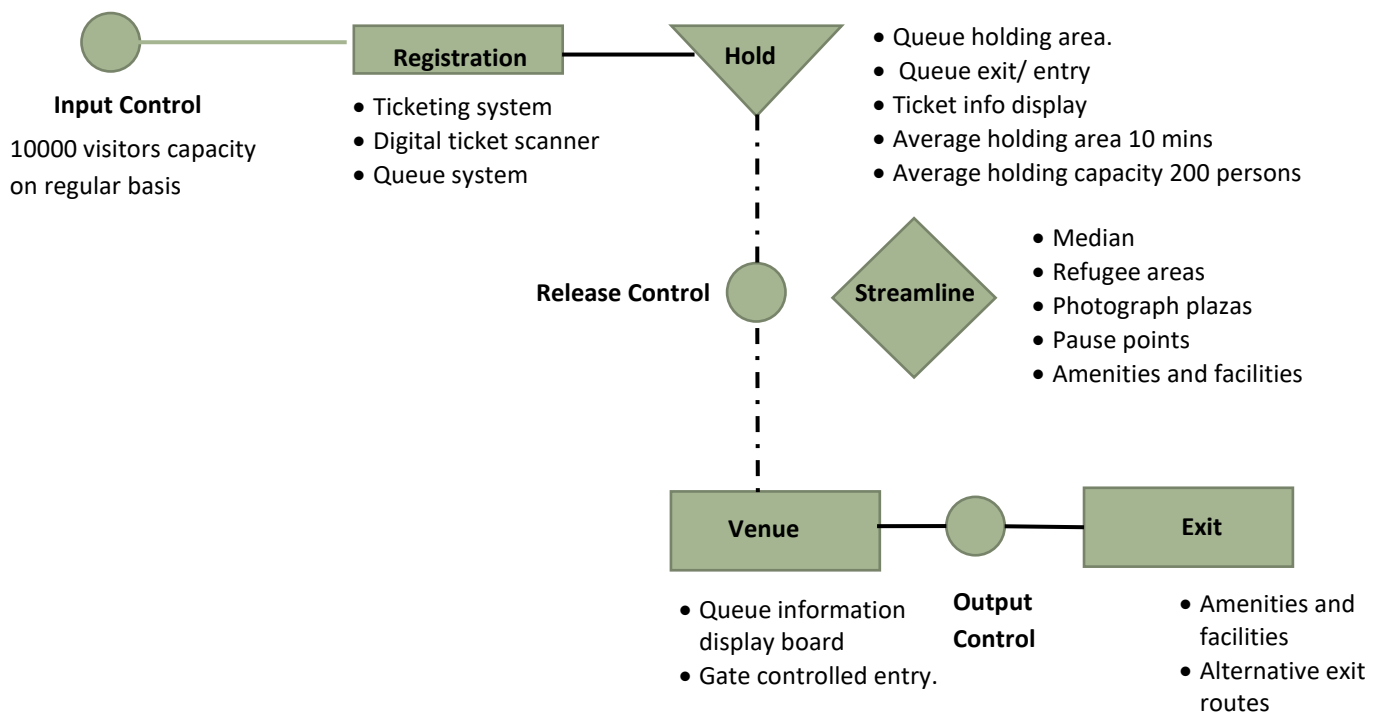 Registration
Hold
Input Control
10000 visitors capacity
on regular basis
• Ticketing system
• Digital ticket scanner
• Queue system
• Queue holding area.
• Queue exit/ entry
• Ticket info display
• Average holding area 10 mins
• Average holding capacity 200 persons
Release Control
Streamline
• Median
• Refugee areas
• Photograph plazas
• Pause points
• Amenities and facilities
Venue
Exit
• Queue information
display board
• Gate controlled entry.
Output
Control
• Amenities and
facilities
• Alternative exit
routes